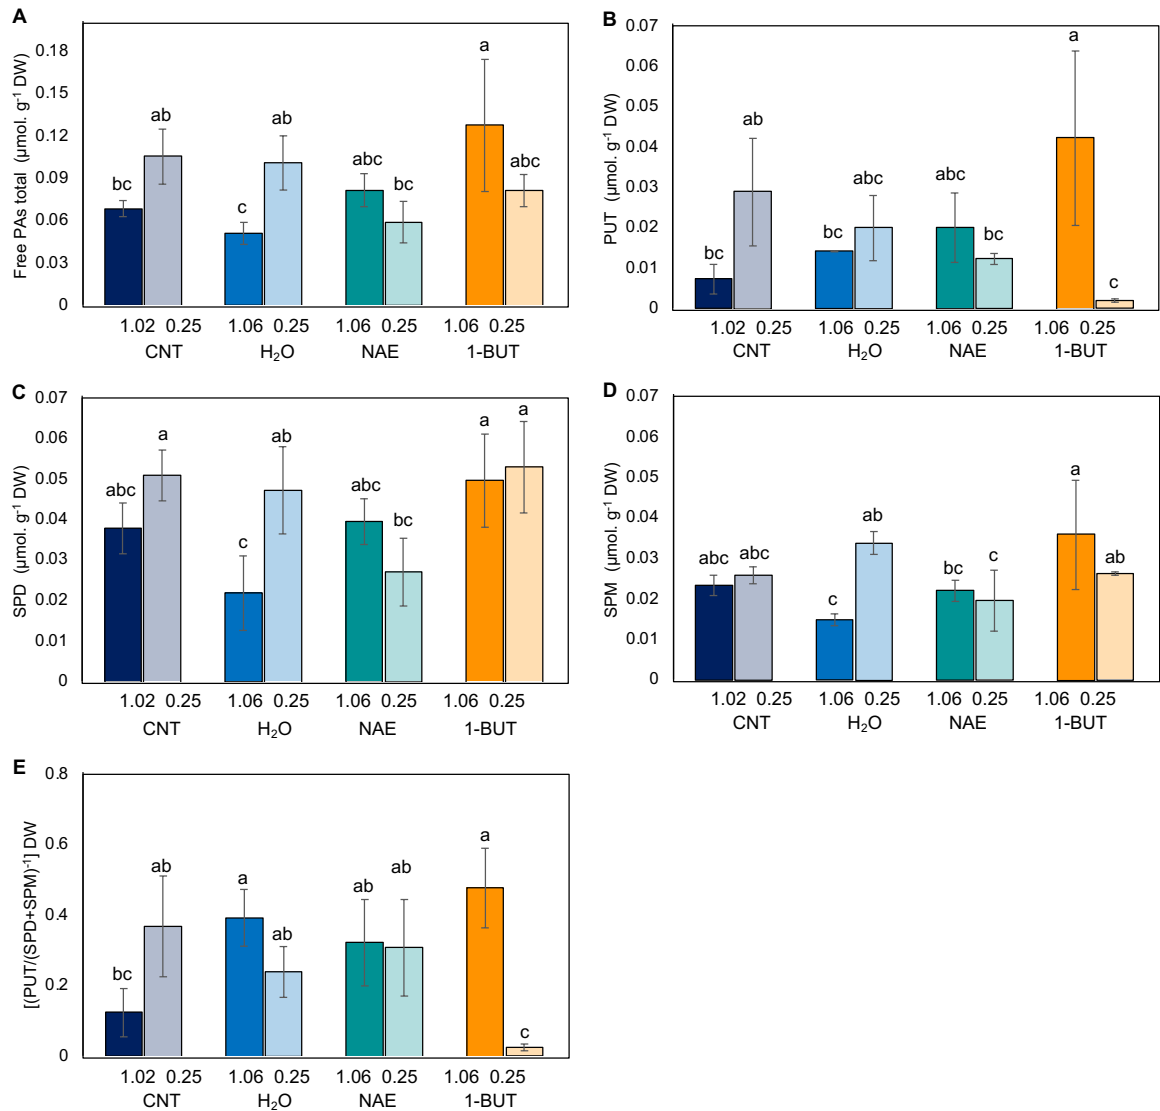 A
Free PAs total (µmol. g⁻¹ DW)
0.18
0.15
0.12
0.09
0.06
0.03
0
bc
ab
c
ab
abc
bc
a
abc
1.02 0.25 1.06 0.25 1.06 0.25 1.06 0.25
CNT H₂O NAE 1-BUT
B
PUT (µmol. g⁻¹ DW)
0.07
0.06
0.05
0.04
0.03
0.02
0.01
0
bc
ab
bc
abc
abc
bc
a
c
1.02 0.25 1.06 0.25 1.06 0.25 1.06 0.25
CNT H₂O NAE 1-BUT
C
SPD (µmol. g⁻¹ DW)
0.07
0.06
0.05
0.04
0.03
0.02
0.01
0
abc
a
c
ab
abc
bc
a
a
1.02 0.25 1.06 0.25 1.06 0.25 1.06 0.25
CNT H₂O NAE 1-BUT
D
SPM (µmol. g⁻¹ DW)
0.07
0.06
0.05
0.04
0.03
0.02
0.01
0
abc
abc
c
ab
bc
c
a
ab
1.02 0.25 1.06 0.25 1.06 0.25 1.06 0.25
CNT H₂O NAE 1-BUT
E
[(PUT/(SPD+SPM)⁻¹] DW
0.8
0.6
0.4
0.2
0
bc
ab
a
ab
ab
ab
a
c
1.02 0.25 1.06 0.25 1.06 0.25 1.06 0.25
CNT H₂O NAE 1-BUT